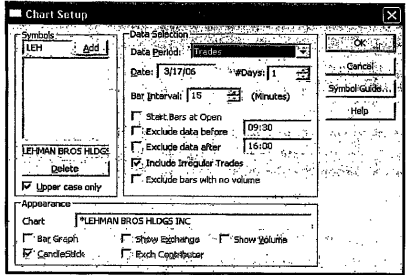 Chart Setup
Symbols
LEH
Add
LEHMAN BROS HLDGS
Delete
Upper case only
Data Selection
Data Period: Trades
Date: 3/17/06 #Days: 1
Bar Interval: 15 (Minutes)
Start Bars at Open
Exclude data before 09:30
Exclude data after 16:00
Include Irregular Trades
Exclude bars with no volume
OK
Cancel
Symbol Guide...
Help
Appearance
Chart *LEHMAN BROS HLDGS INC
Bar Graph Show Exchange Show Volume
CandleStick Exch Contributor